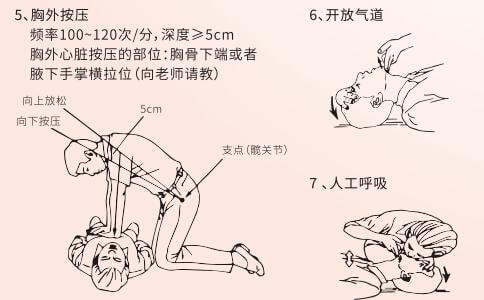 5、胸外按压
频率100~120次/分，深度≥5cm
胸外心脏按压的部位：胸骨下端或者
腋下手掌横拉位（向老师请教）
向上放松
5cm
向下按压
支点（髋关节）
6、开放气道
7、人工呼吸